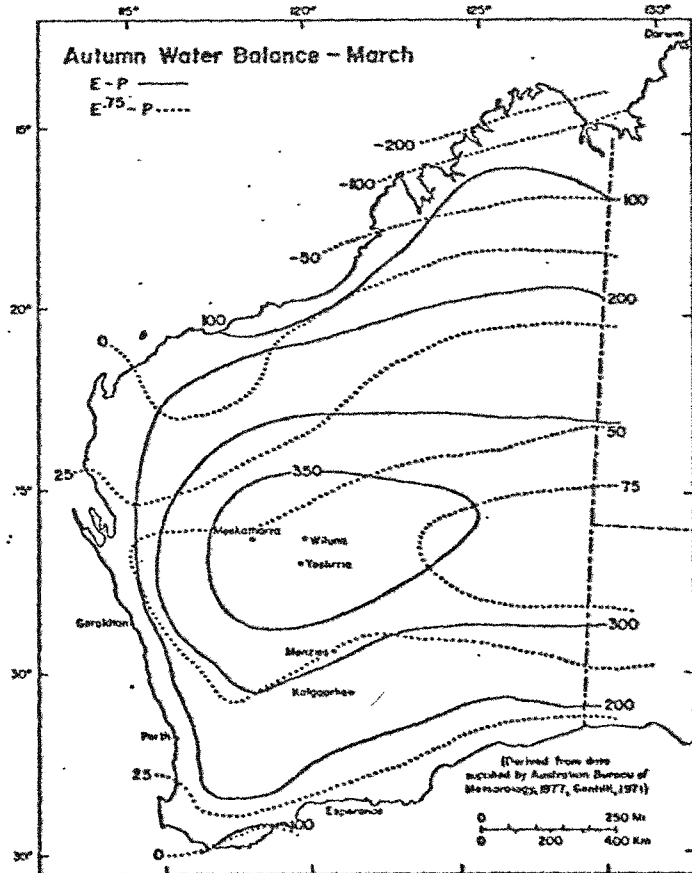 115° 120° 125° 130°
Darwin
Autumn Water Balance - March
E-P
E.75-P
15°
-200
-100
100
-50
20°
200
100
0
50
25
350
75
25°
Meekatharra
Wiluna
Yeelirrie
Geraldton
300
Menzies
30°
Kalgoorlie
200
Perth
(Derived from data
supplied by Australian Bureau of
Meteorology, 1977, Gentilli, 1971)
25
Esperance
0 250 Mi
100
0 200 400 Km
0
30°